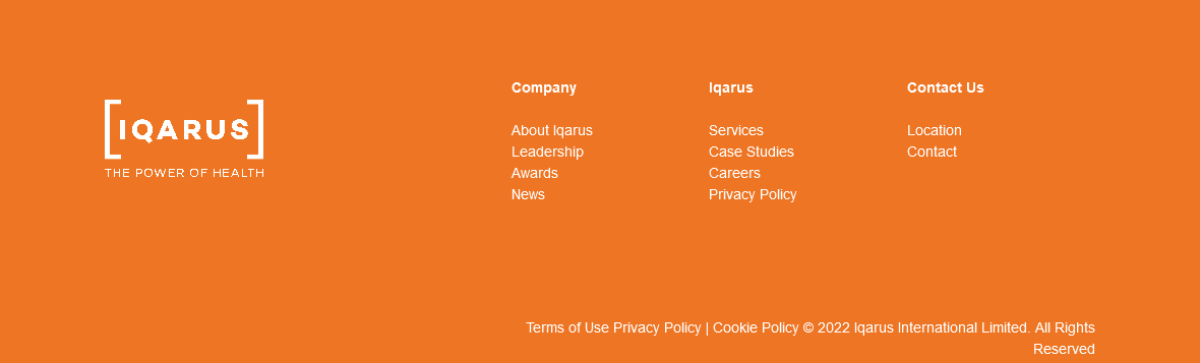 [IQARUS]
THE POWER OF HEALTH
Company
About Iqarus
Leadership
Awards
News
Iqarus
Services
Case Studies
Careers
Privacy Policy
Contact Us
Location
Contact
Terms of Use Privacy Policy | Cookie Policy © 2022 Iqarus International Limited. All Rights
Reserved